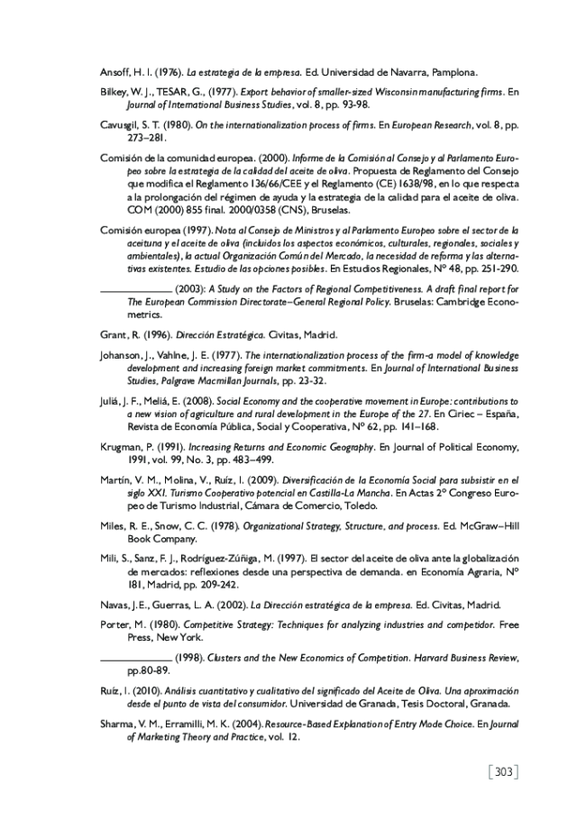 Ansoff, H. I. (1976). La estrategia de la empresa. Ed. Universidad de Navarra, Pamplona.
Bilkey, W. J., TESAR, G., (1977). Export behavior of smaller-sized Wisconsin manufacturing firms. En
Journal of International Business Studies, vol. 8, pp. 93-98.
Cavusgil, S. T. (1980). On the internationalization process of firms. En European Research, vol. 8, pp.
273–281.
Comisión de la comunidad europea. (2000). Informe de la Comisión al Consejo y al Parlamento Euro-
peo sobre la estrategia de la calidad del aceite de oliva. Propuesta de Reglamento del Consejo
que modifica el Reglamento 136/66/CEE y el Reglamento (CE) 1638/98, en lo que respecta
a la prolongación del régimen de ayuda y la estrategia de la calidad para el aceite de oliva.
COM (2000) 855 final. 2000/0358 (CNS), Bruselas.
Comisión europea (1997). Nota al Consejo de Ministros y al Parlamento Europeo sobre el sector de la
aceituna y el aceite de oliva (incluidos los aspectos económicos, culturales, regionales, sociales y
ambientales), la actual Organización Común del Mercado, la necesidad de reforma y las alterna-
tivas existentes. Estudio de las opciones posibles. En Estudios Regionales, Nº 48, pp. 251-290.
______________ (2003): A Study on the Factors of Regional Competitiveness. A draft final report for
The European Commission Directorate–General Regional Policy. Bruselas: Cambridge Econo-
metrics.
Grant, R. (1996). Dirección Estratégica. Civitas, Madrid.
Johanson, J., Vahlne, J. E. (1977). The internationalization process of the firm-a model of knowledge
development and increasing foreign market commitments. En Journal of International Business
Studies, Palgrave Macmillan Journals, pp. 23-32.
Juliá, J. F., Meliá, E. (2008). Social Economy and the cooperative movement in Europe: contributions to
a new vision of agriculture and rural development in the Europe of the 27. En Ciriec – España,
Revista de Economía Pública, Social y Cooperativa, Nº 62, pp. 141–168.
Krugman, P. (1991). Increasing Returns and Economic Geography. En Journal of Political Economy,
1991, vol. 99, No. 3, pp. 483–499.
Martín, V. M., Molina, V., Ruíz, I. (2009). Diversificación de la Economía Social para subsistir en el
siglo XXI. Turismo Cooperativo potencial en Castilla-La Mancha. En Actas 2º Congreso Euro-
peo de Turismo Industrial, Cámara de Comercio, Toledo.
Miles, R. E., Snow, C. C. (1978). Organizational Strategy, Structure, and process. Ed. McGraw–Hill
Book Company.
Mili, S., Sanz, F. J., Rodríguez-Zúñiga, M. (1997). El sector del aceite de oliva ante la globalización
de mercados: reflexiones desde una perspectiva de demanda. en Economía Agraria, Nº
181, Madrid, pp. 209-242.
Navas, J.E., Guerras, L. A. (2002). La Dirección estratégica de la empresa. Ed. Civitas, Madrid.
Porter, M. (1980). Competitive Strategy: Techniques for analyzing industries and competidor. Free
Press, New York.
______________ (1998). Clusters and the New Economics of Competition. Harvard Business Review,
pp.80-89.
Ruíz, I. (2010). Análisis cuantitativo y cualitativo del significado del Aceite de Oliva. Una aproximación
desde el punto de vista del consumidor. Universidad de Granada, Tesis Doctoral, Granada.
Sharma, V. M., Erramilli, M. K. (2004). Resource-Based Explanation of Entry Mode Choice. En Journal
of Marketing Theory and Practice, vol. 12.
[303]